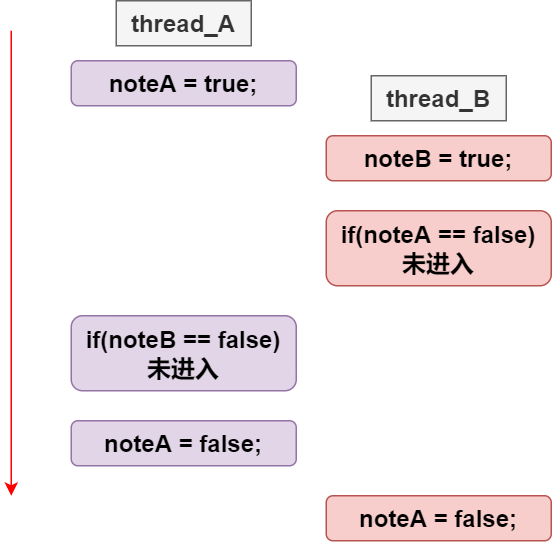 thread_A
noteA = true;
thread_B
noteB = true;
if(noteA == false)
未进入
if(noteB == false)
未进入
noteA = false;
noteA = false;